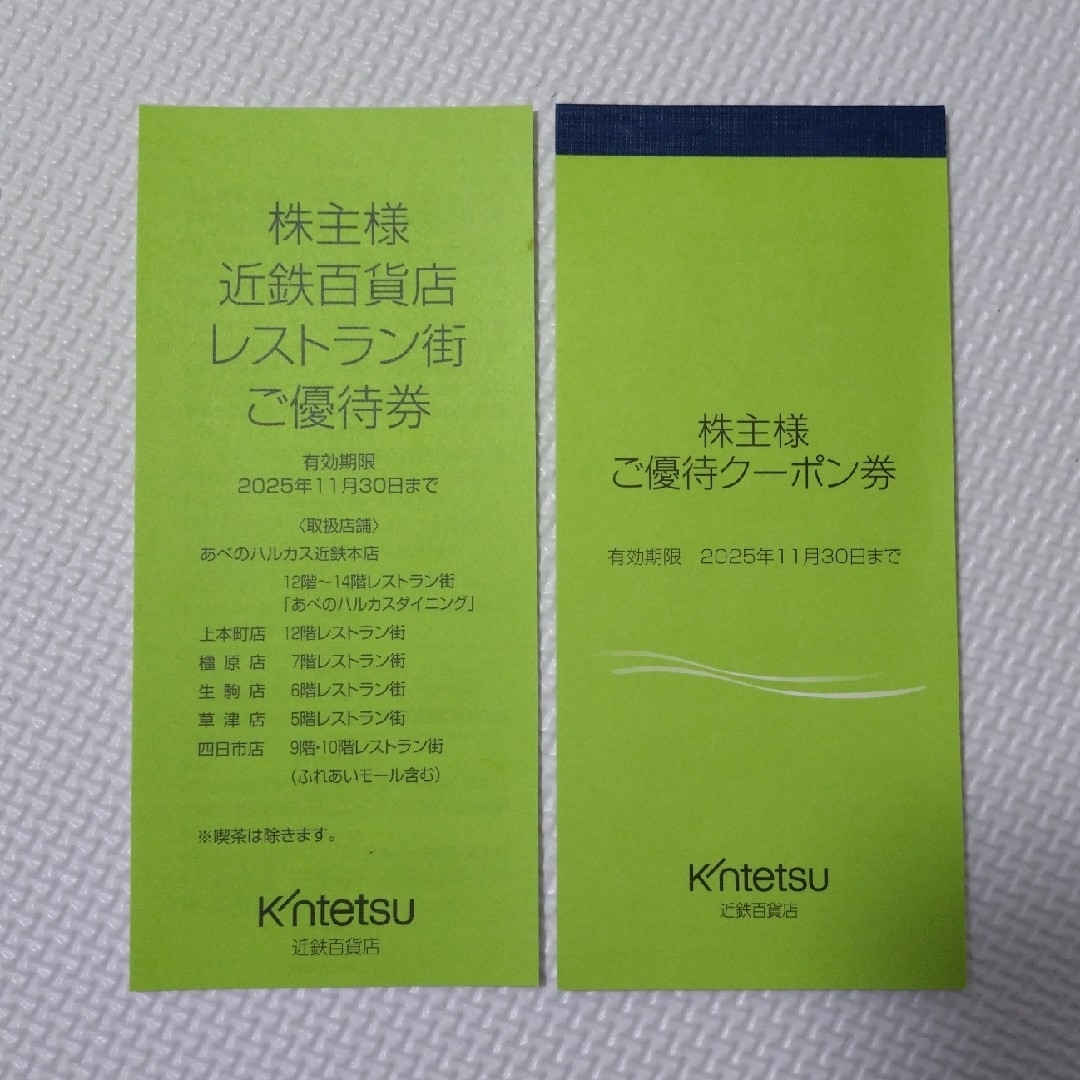 株主様
近鉄百貨店
レストラン街
ご優待券
有効期限
2025年11月30日まで
〈取扱店舗〉
あべのハルカス近鉄本店
12階～14階レストラン街
「あべのハルカスダイニング」
上本町店 12階レストラン街
橿原店 7階レストラン街
生駒店 6階レストラン街
草津店 5階レストラン街
四日市店 9階・10階レストラン街
(ふれあいモール含む)
※喫茶は除きます。
Kintetsu
近鉄百貨店
株主様
ご優待クーポン券
有効期限 2025年11月30日まで
Kintetsu
近鉄百貨店